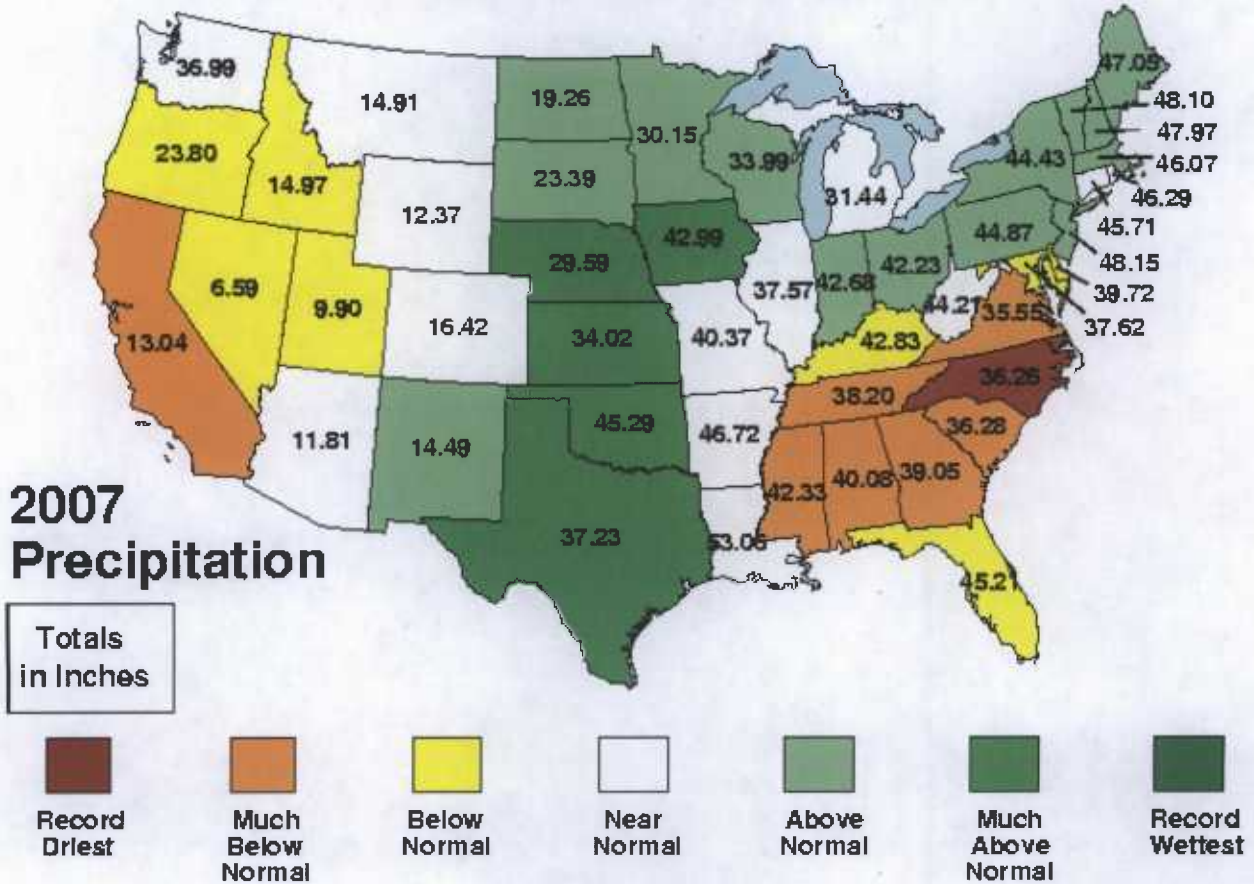 36.99
14.91
19.26
30.15
47.05
48.10
47.97
46.07
46.29
45.71
48.15
39.72
37.62
23.80
14.97
12.37
23.39
33.99
31.44
44.43
44.87
42.99
29.59
6.59
9.90
16.42
34.02
40.37
37.57
42.68
42.23
44.21
35.55
42.83
13.04
11.81
14.49
45.29
46.72
38.20
36.26
36.28
37.23
53.06
42.33
40.08
39.05
45.21
2007
Precipitation
Totals
in Inches
Record
Driest
Much
Below
Normal
Below
Normal
Near
Normal
Above
Normal
Much
Above
Normal
Record
Wettest